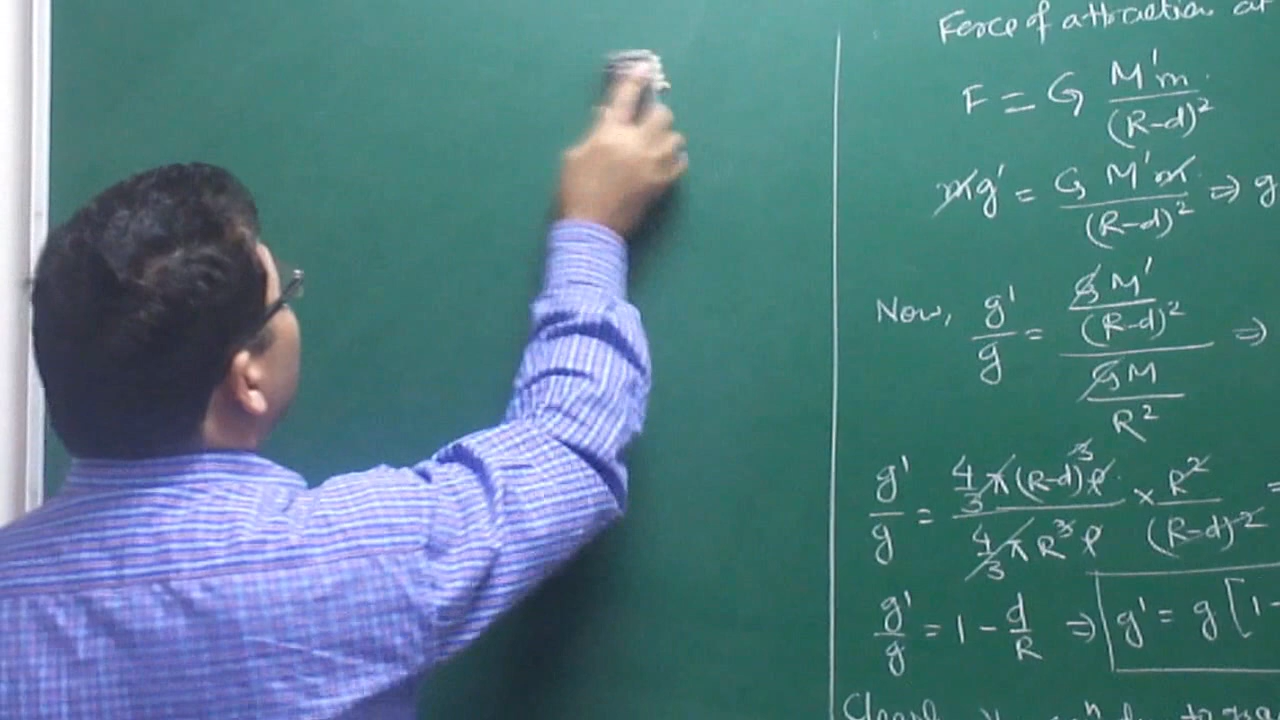 Force of attraction at
F = G M'm / (R-d)²
mg' = G M'm / (R-d)² ⇒ g
Now, g'/g = (G M' / (R-d)²) / (GM / R²) ⇒
g'/g = (4/3 π (R-d)³ ρ) / (4/3 π R³ ρ) × R² / (R-d)² =
g'/g = 1 - d/R ⇒ g' = g [1 -